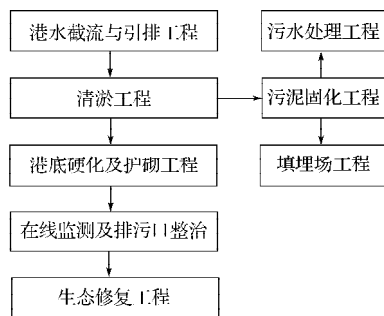 港水截流与引排工程
污水处理工程
清淤工程
污泥固化工程
港底硬化及护砌工程
填埋场工程
在线监测及排污口整治
生态修复工程